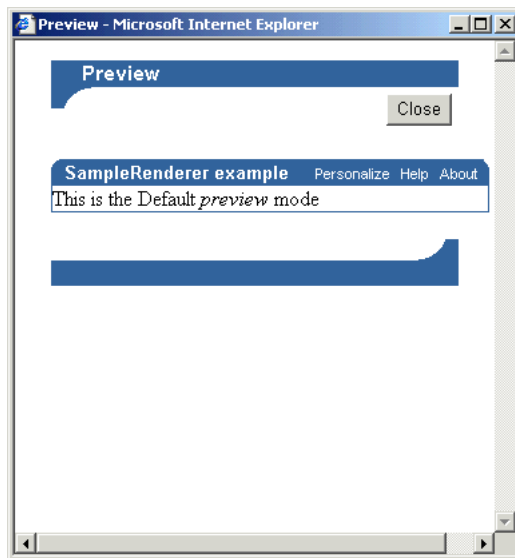 Preview - Microsoft Internet Explorer
Preview
Close
SampleRenderer example Personalize Help About
This is the Default preview mode